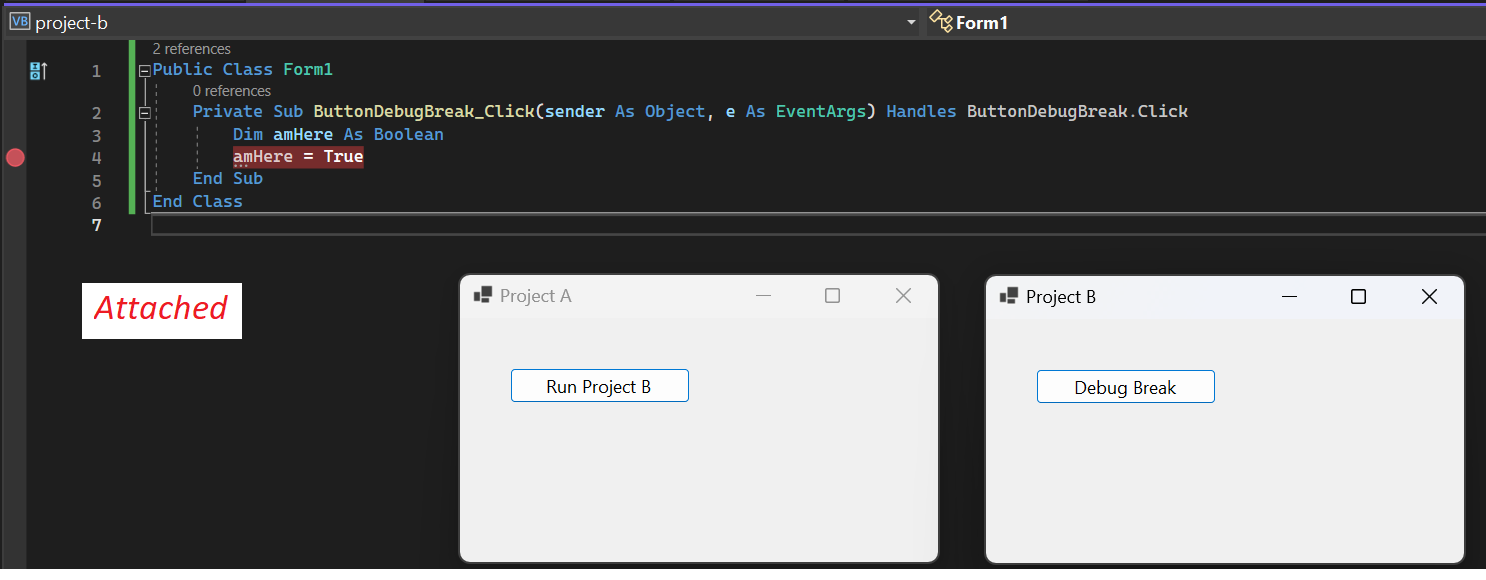 VB project-b
Form1
2 references
1 Public Class Form1
0 references
2 Private Sub ButtonDebugBreak_Click(sender As Object, e As EventArgs) Handles ButtonDebugBreak.Click
3 Dim amHere As Boolean
4 amHere = True
5 End Sub
6 End Class
7
Attached
Project A
Run Project B
Project B
Debug Break